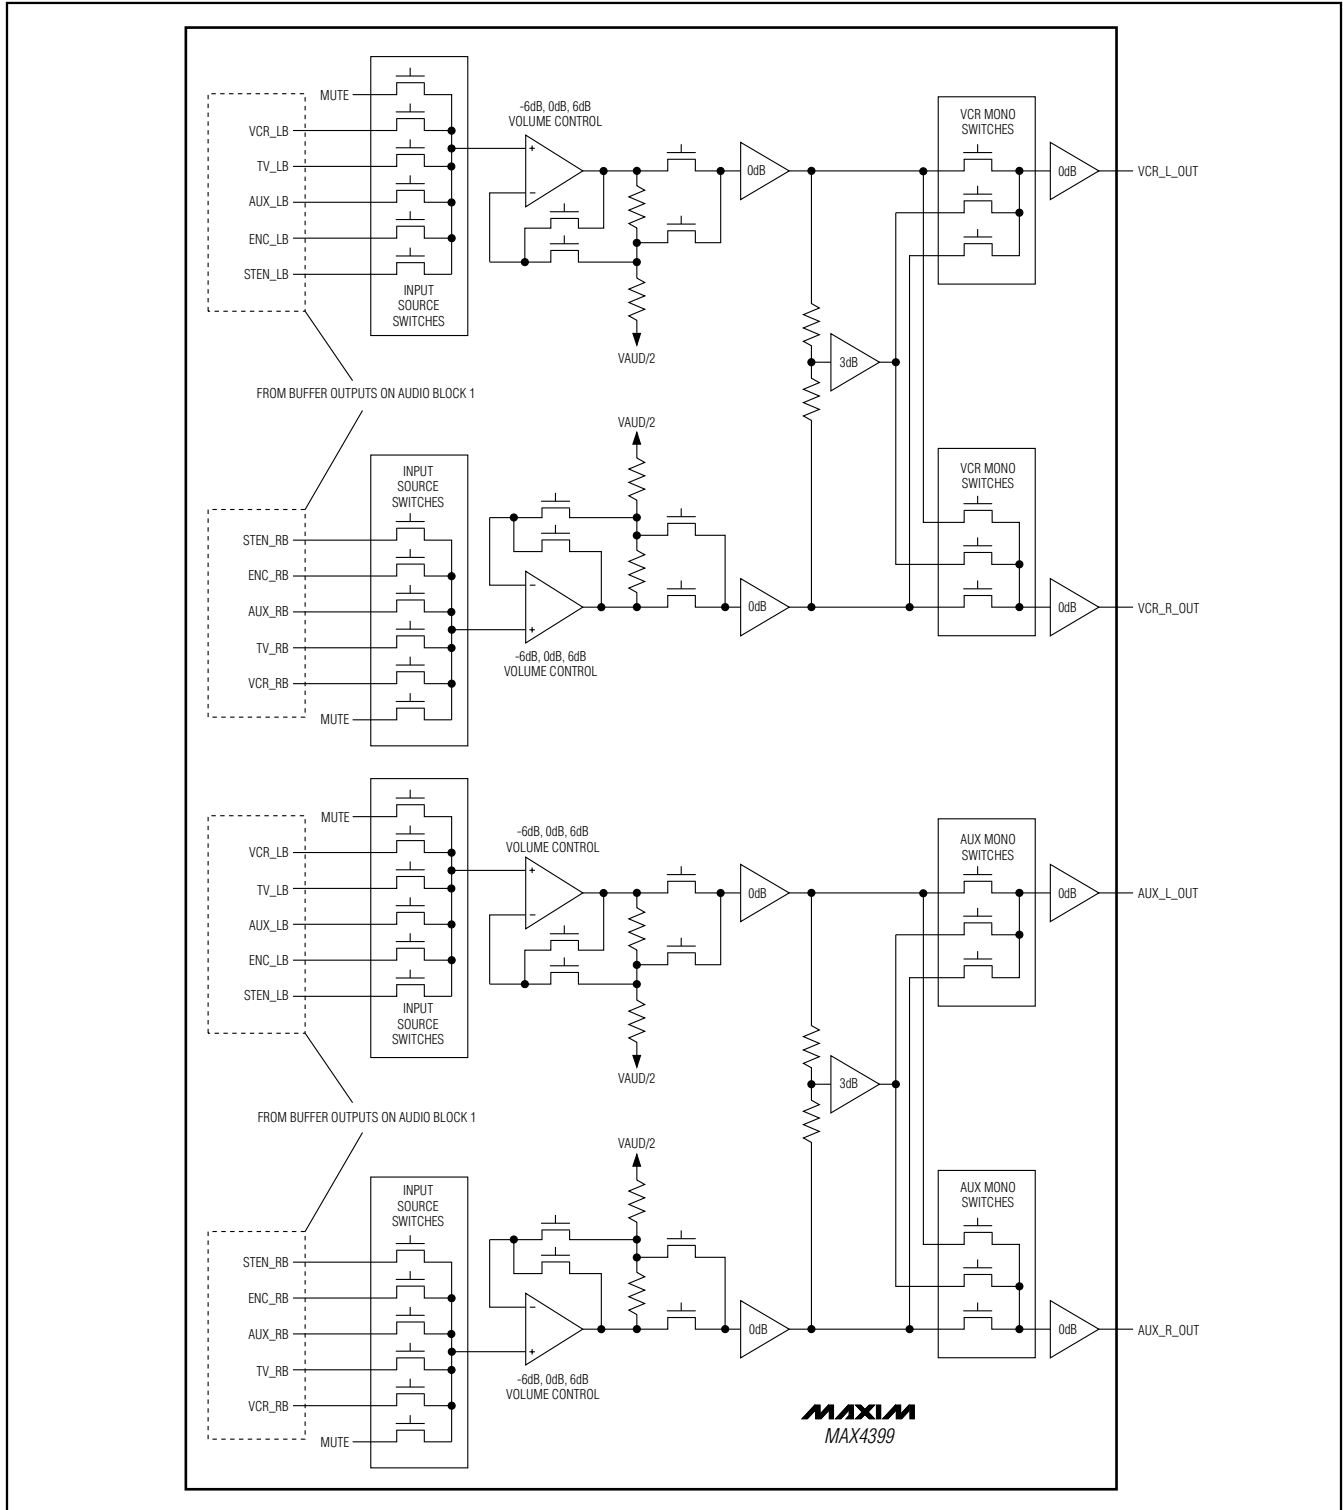 MUTE
VCR_LB
TV_LB
AUX_LB
ENC_LB
STEN_LB
INPUT
SOURCE
SWITCHES
-6dB, 0dB, 6dB
VOLUME CONTROL
VAUD/2
0dB
VCR MONO
SWITCHES
0dB
VCR_L_OUT
3dB
FROM BUFFER OUTPUTS ON AUDIO BLOCK 1
INPUT
SOURCE
SWITCHES
STEN_RB
ENC_RB
AUX_RB
TV_RB
VCR_RB
MUTE
VAUD/2
-6dB, 0dB, 6dB
VOLUME CONTROL
0dB
VCR MONO
SWITCHES
0dB
VCR_R_OUT
MUTE
VCR_LB
TV_LB
AUX_LB
ENC_LB
STEN_LB
INPUT
SOURCE
SWITCHES
-6dB, 0dB, 6dB
VOLUME CONTROL
VAUD/2
0dB
AUX MONO
SWITCHES
0dB
AUX_L_OUT
3dB
FROM BUFFER OUTPUTS ON AUDIO BLOCK 1
INPUT
SOURCE
SWITCHES
STEN_RB
ENC_RB
AUX_RB
TV_RB
VCR_RB
MUTE
VAUD/2
-6dB, 0dB, 6dB
VOLUME CONTROL
0dB
AUX MONO
SWITCHES
0dB
AUX_R_OUT
MAXIM
MAX4399